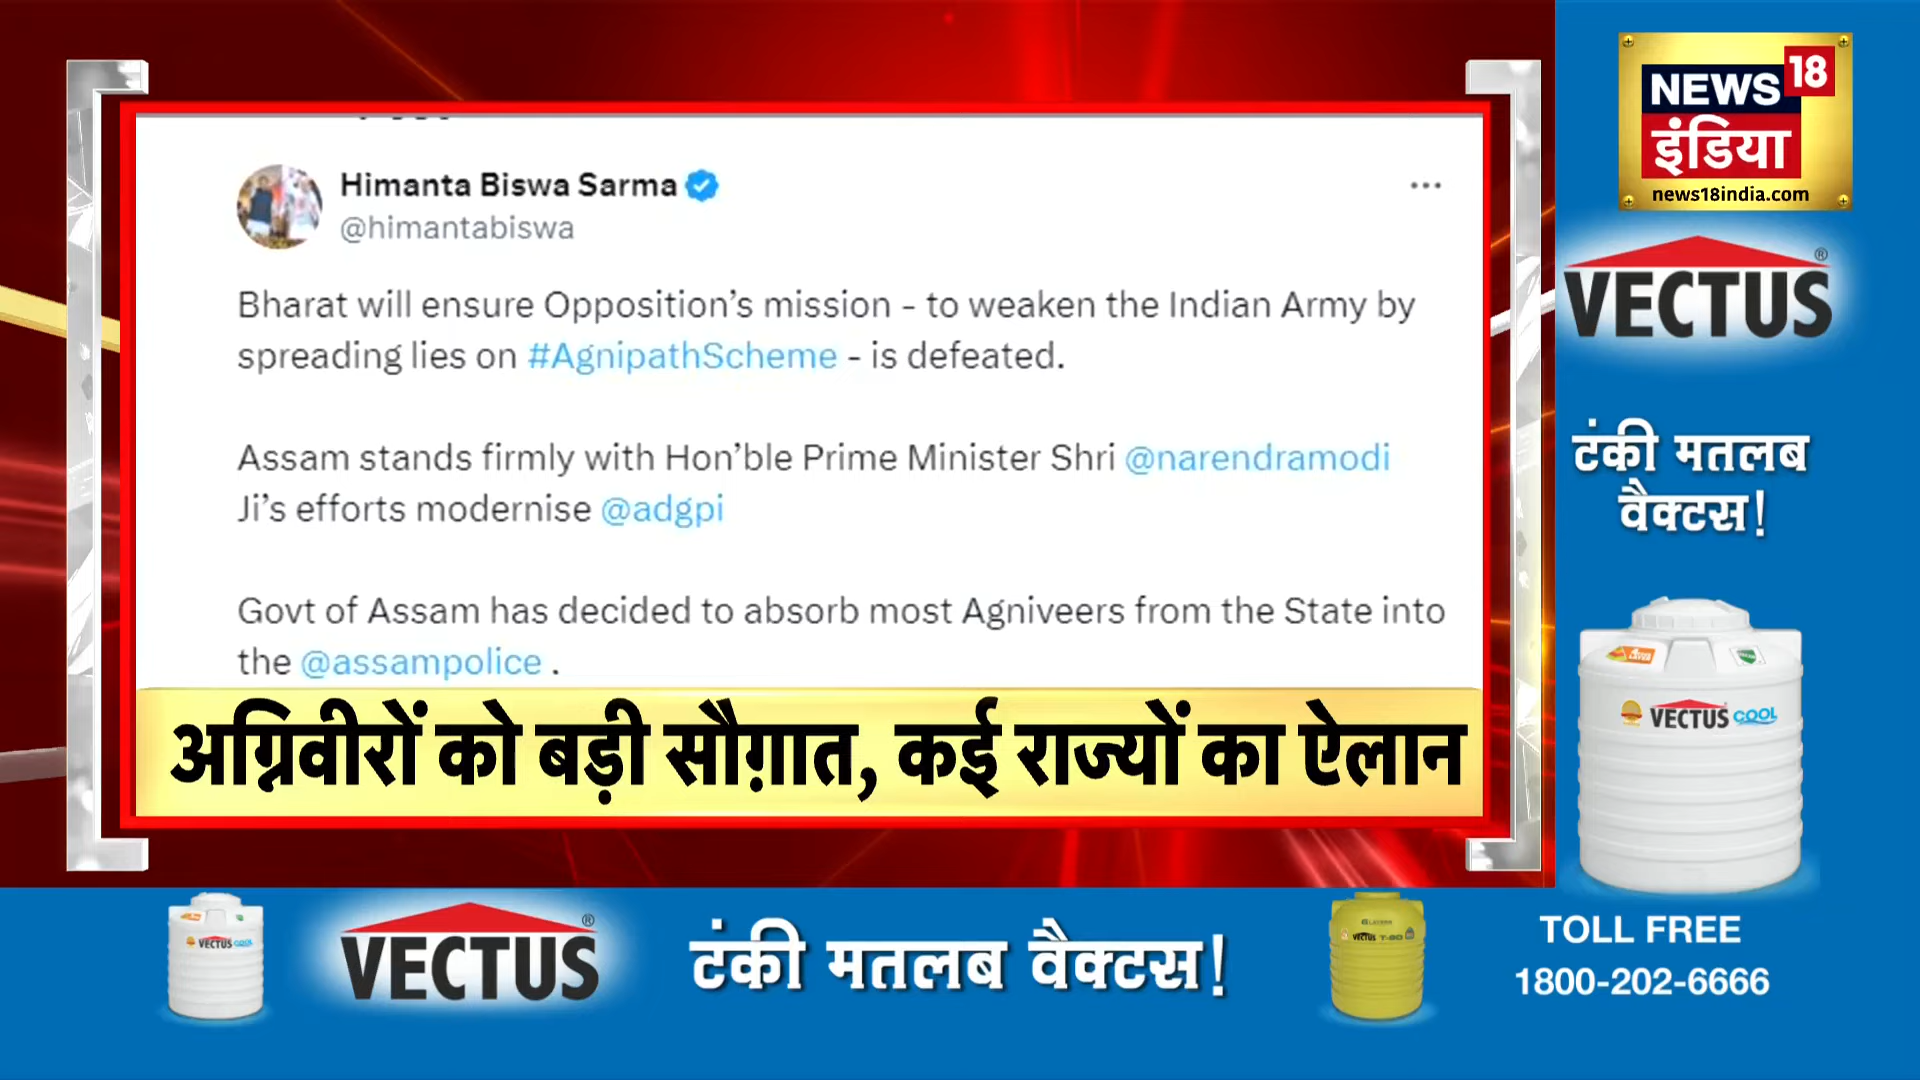 Himanta Biswa Sarma
@himantabiswa
Bharat will ensure Opposition’s mission - to weaken the Indian Army by
spreading lies on #AgnipathScheme - is defeated.
Assam stands firmly with Hon’ble Prime Minister Shri @narendramodi
Ji’s efforts modernise @adgpi
Govt of Assam has decided to absorb most Agniveers from the State into
the @assampolice .
अग्निवीरों को बड़ी सौग़ात, कई राज्यों का ऐलान
NEWS 18
इंडिया
news18india.com
VECTUS®
टंकी मतलब
वैक्टस!
VECTUS COOL
VECTUS COOL
VECTUS®
टंकी मतलब वैक्टस!
VECTUS
TOLL FREE
1800-202-6666